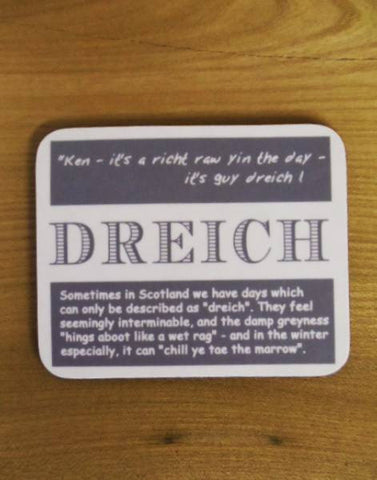 "Ken - it's a richt raw yin the day -
it's guy dreich !
DREICH
Sometimes in Scotland we have days which
can only be described as "dreich". They feel
seemingly interminable, and the damp greyness
"hings aboot like a wet rag" - and in the winter
especially, it can "chill ye tae the marrow".